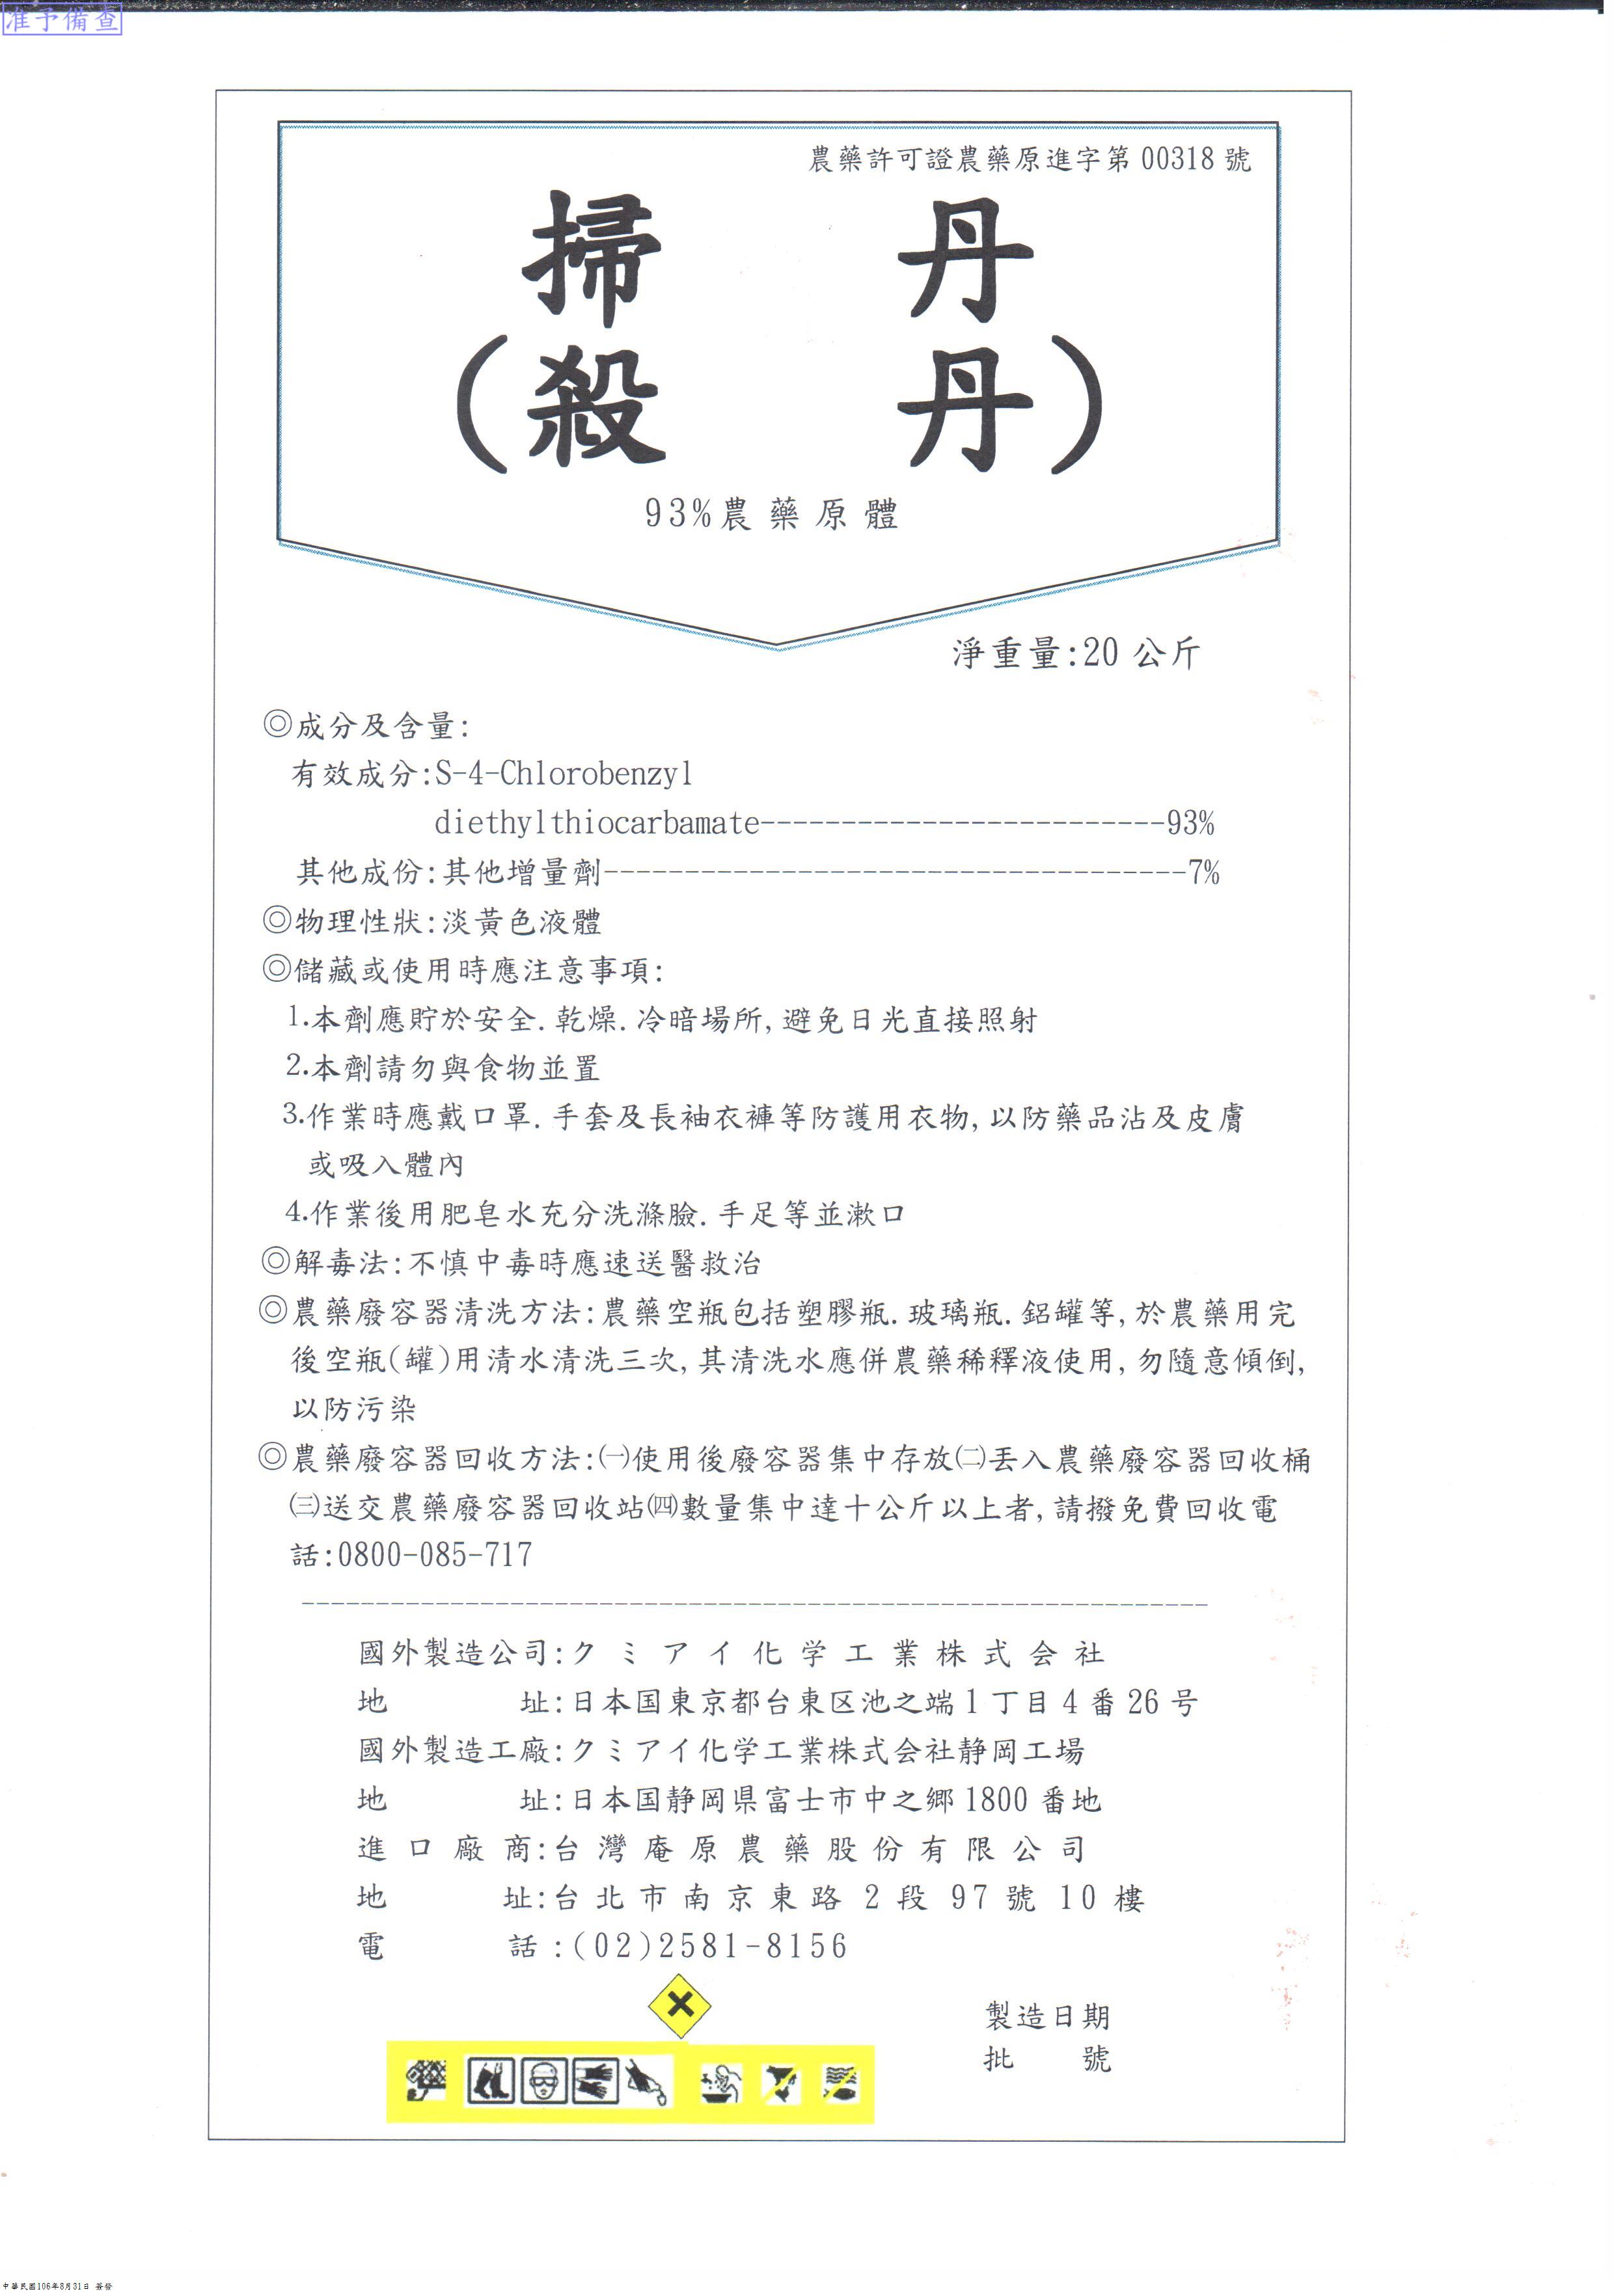 准予備查
農藥許可證農藥原進字第 00318 號
掃 丹
(殺 丹)
93%農藥原體
淨重量:20 公斤
◎成分及含量:
有效成分:S-4-Chlorobenzyl
diethylthiocarbamate-------------------------93%
其他成份:其他增量劑------------------------------------7%
◎物理性狀:淡黃色液體
◎儲藏或使用時應注意事項:
1.本劑應貯於安全.乾燥.冷暗場所,避免日光直接照射
2.本劑請勿與食物並置
3.作業時應戴口罩.手套及長袖衣褲等防護用衣物,以防藥品沾及皮膚
或吸入體內
4.作業後用肥皂水充分洗滌臉.手足等並漱口
◎解毒法:不慎中毒時應速送醫救治
◎農藥廢容器清洗方法:農藥空瓶包括塑膠瓶.玻璃瓶.鋁罐等,於農藥用完
後空瓶(罐)用清水清洗三次,其清洗水應併農藥稀釋液使用,勿隨意傾倒,
以防污染
◎農藥廢容器回收方法:㈠使用後廢容器集中存放㈡丟入農藥廢容器回收桶
㈢送交農藥廢容器回收站㈣數量集中達十公斤以上者,請撥免費回收電
話:0800-085-717
國外製造公司:クミアイ化学工業株式会社
地 址:日本国東京都台東区池之端1丁目4番26号
國外製造工廠:クミアイ化学工業株式会社静岡工場
地 址:日本国静岡県富士市中之郷1800番地
進口廠商:台灣庵原農藥股份有限公司
地 址:台北市南京東路2段97號10樓
電 話:(02)2581-8156
製造日期
批 號
中華民國106年8月31日 簽發